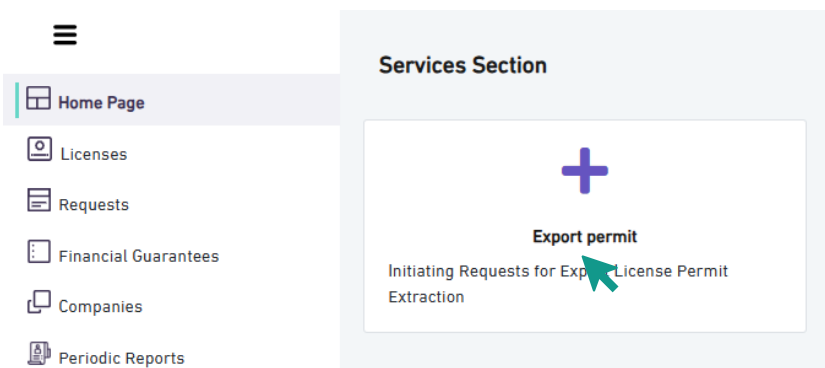 Services Section
Home Page
Licenses
Requests
Financial Guarantees
Companies
Periodic Reports
Export permit
Initiating Requests for Export License Permit
Extraction